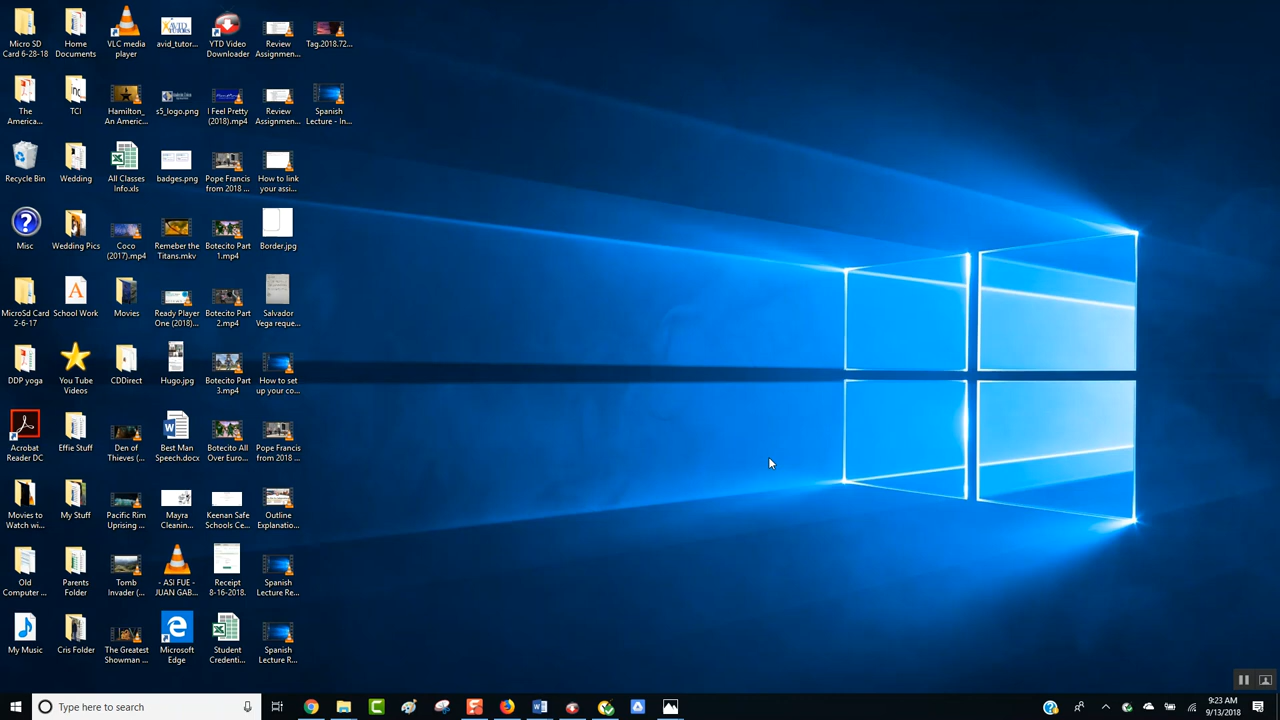 Micro SD
Card 6-28-18
Home
Documents
VLC media
player
avid_tutor...
YTD Video
Downloader
Review
Assignmen...
Tag.2018.72...
The
America...
TCI
Hamilton_
An Americ...
s5_logo.png
I Feel Pretty
(2018).mp4
Review
Assignmen...
Spanish
Lecture - In...
Recycle Bin
Wedding
All Classes
Info.xls
badges.png
Pope Francis
from 2018 ...
How to link
your assi...
Misc
Wedding Pics
Coco
(2017).mp4
Remeber the
Titans.mkv
Botecito Part
1.mp4
Border.jpg
MicroSd Card
2-6-17
School Work
Movies
Ready Player
One (2018)...
Botecito Part
2.mp4
Salvador
Vega reque...
DDP yoga
You Tube
Videos
CDDirect
Hugo.jpg
Botecito Part
3.mp4
How to set
up your co...
Acrobat
Reader DC
Effie Stuff
Den of
Thieves (...
Best Man
Speech.docx
Botecito All
Over Euro...
Pope Francis
from 2018 ...
Movies to
Watch wi...
My Stuff
Pacific Rim
Uprising ...
Mayra
Cleanin...
Keenan Safe
Schools Ce...
Outline
Explanatio...
Old
Computer ...
Parents
Folder
Tomb
Invader (...
- ASI FUE -
JUAN GAB...
Receipt
8-16-2018.
Spanish
Lecture Re...
My Music
Cris Folder
The Greatest
Showman ...
Microsoft
Edge
Student
Credenti...
Spanish
Lecture R...
Type here to search
9:23 AM
9/13/2018